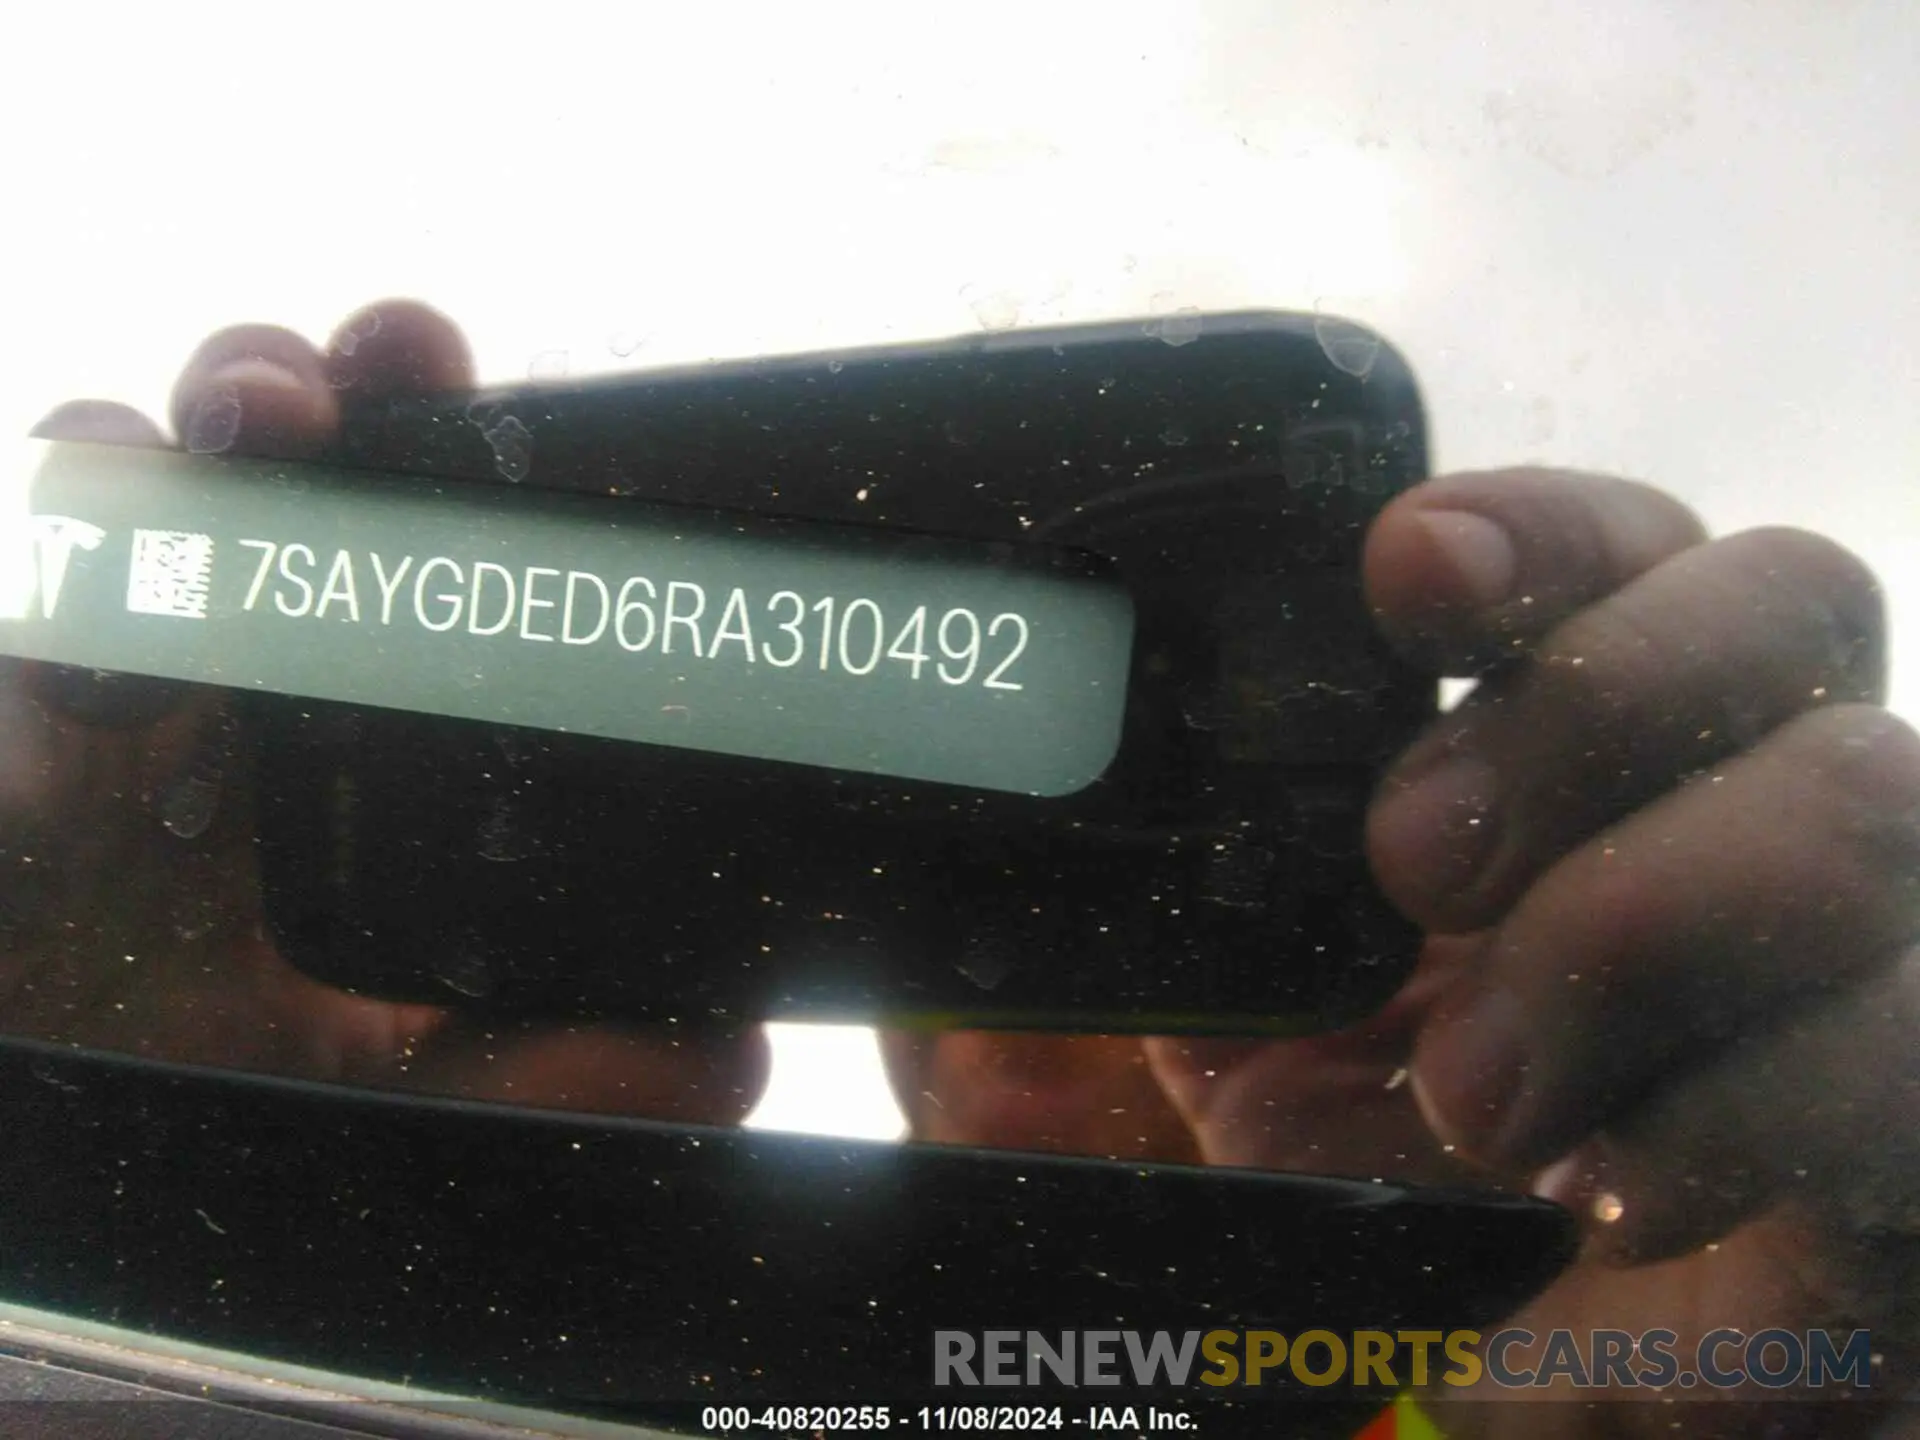 7SAYGDED6RA310492
RENEWSPORTSCARS.COM
000-40820255 - 11/08/2024 - IAA Inc.